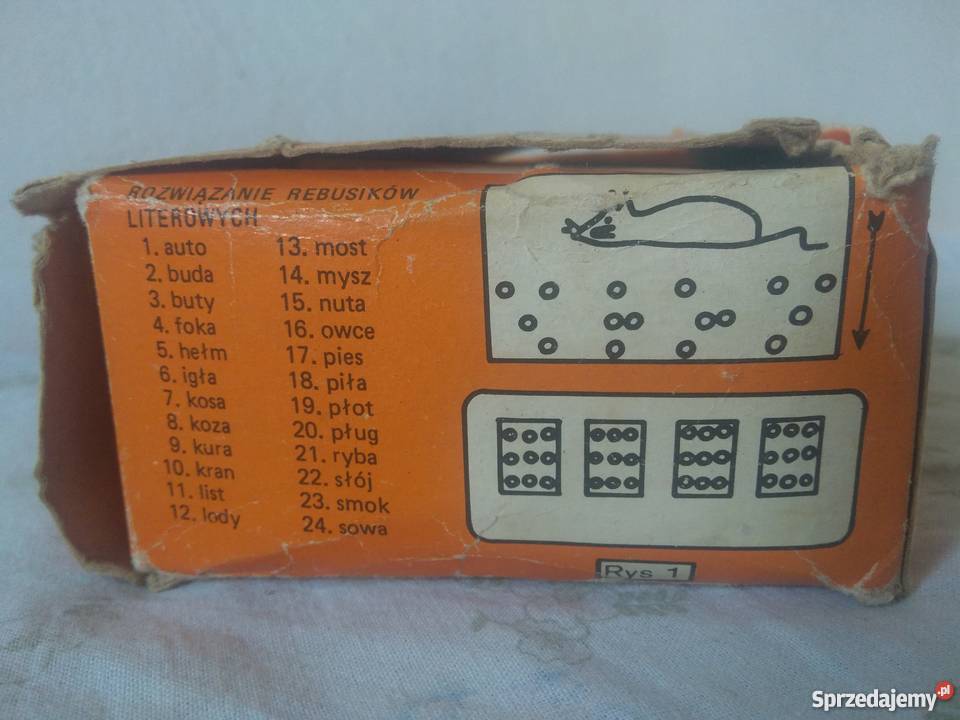 ROZWIĄZANIE REBUSIKÓW
LITEROWYCH
1. auto
2. buda
3. buty
4. foka
5. hełm
6. igła
7. kosa
8. koza
9. kura
10. kran
11. list
12. lody
13. most
14. mysz
15. nuta
16. owce
17. pies
18. piła
19. płot
20. pług
21. ryba
22. słój
23. smok
24. sowa
Rys 1
Sprzedajemy.pl